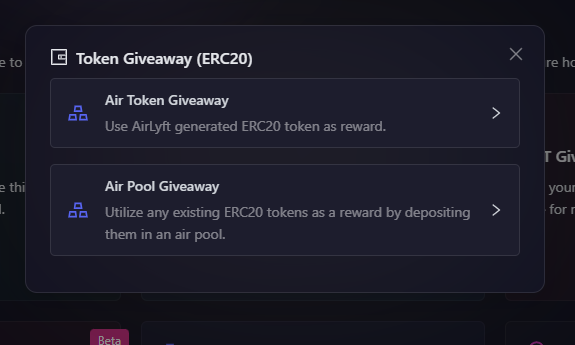 Token Giveaway (ERC20)
e to
re ho
Air Token Giveaway
Use AirLyft generated ERC20 token as reward.
T Giv
Air Pool Giveaway
Utilize any existing ERC20 tokens as a reward by depositing
them in an air pool.
e thi
your
for r
Beta